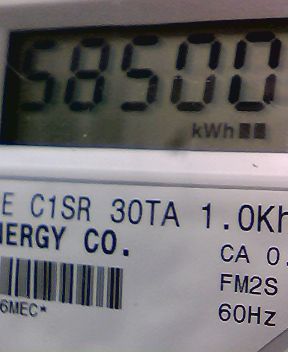 58500
kWh
E C1SR 30TA 1.0Kh
NERGY CO.
CA 0.
FM2S
6MEC*
60Hz